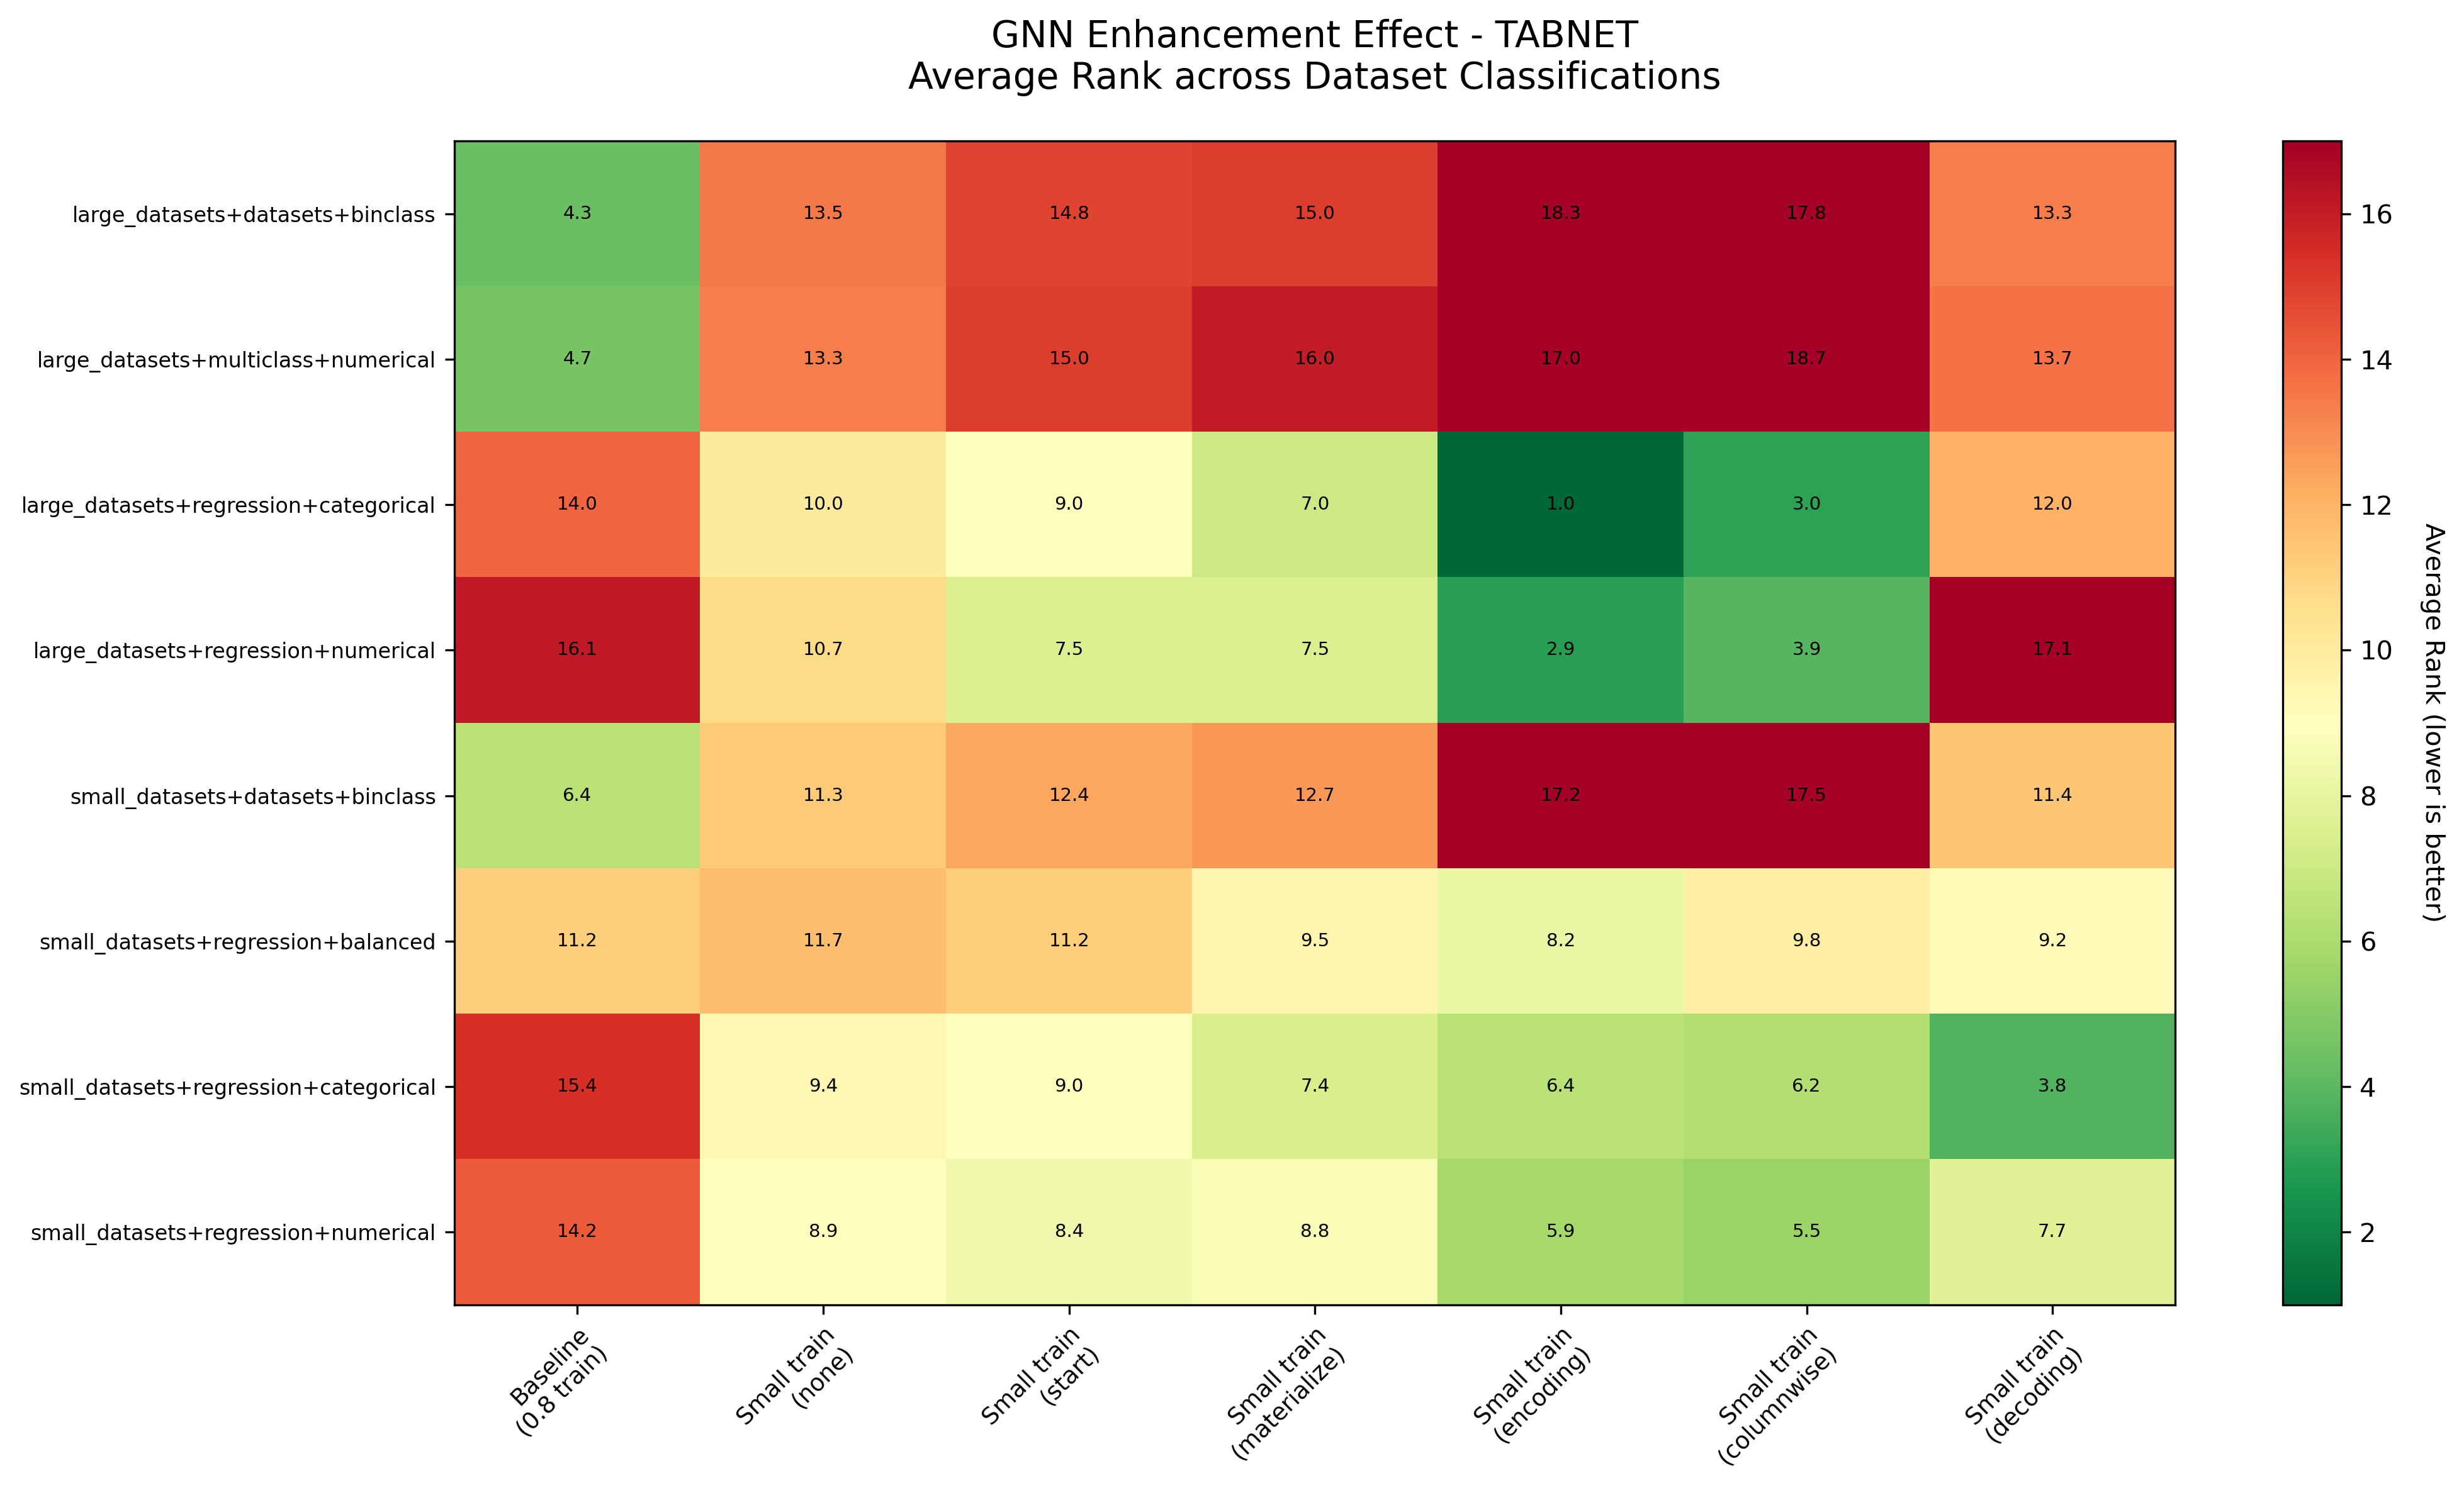 GNN Enhancement Effect - TABNET
Average Rank across Dataset Classifications
large_datasets+datasets+binclass 4.3 13.5 14.8 15.0 18.3 17.8 13.3
large_datasets+multiclass+numerical 4.7 13.3 15.0 16.0 17.0 18.7 13.7
large_datasets+regression+categorical 14.0 10.0 9.0 7.0 1.0 3.0 12.0
large_datasets+regression+numerical 16.1 10.7 7.5 7.5 2.9 3.9 17.1
small_datasets+datasets+binclass 6.4 11.3 12.4 12.7 17.2 17.5 11.4
small_datasets+regression+balanced 11.2 11.7 11.2 9.5 8.2 9.8 9.2
small_datasets+regression+categorical 15.4 9.4 9.0 7.4 6.4 6.2 3.8
small_datasets+regression+numerical 14.2 8.9 8.4 8.8 5.9 5.5 7.7
Baseline
(0.8 train)
Small train
(none)
Small train
(start)
Small train
(materialize)
Small train
(encoding)
Small train
(columnwise)
Small train
(decoding)
16
14
12
10
8
6
4
2
Average Rank (lower is better)